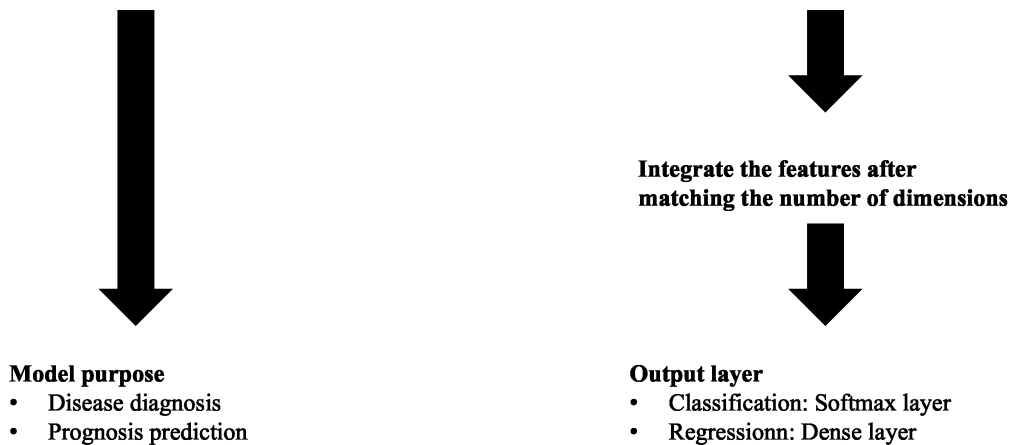 Integrate the features after
matching the number of dimensions
Model purpose
• Disease diagnosis
• Prognosis prediction
Output layer
• Classification: Softmax layer
• Regressionn: Dense layer